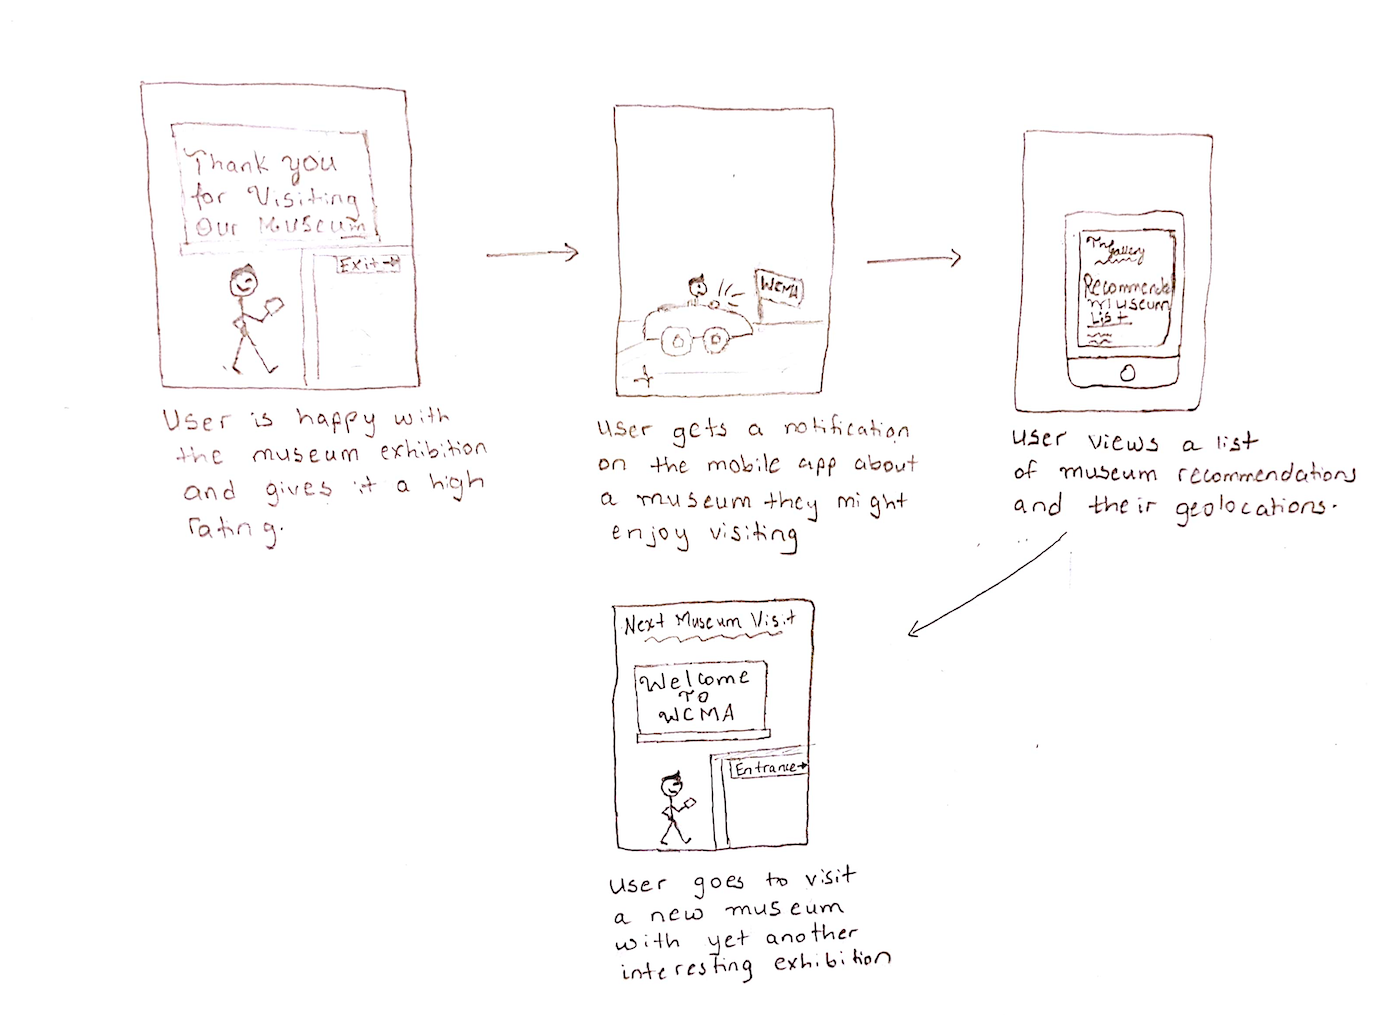 Thank you
for Visiting
Our Museum
Exit
User is happy with
the museum exhibition
and gives it a high
rating.
WCMA
User gets a notification
on the mobile app about
a museum they might
enjoy visiting
Gallery
Recommended
Museum
List
User views a list
of museum recommendations
and their geolocations.
Next Museum Visit
Welcome
TO
WCMA
Entrance
User goes to visit
a new museum
with yet another
interesting exhibition